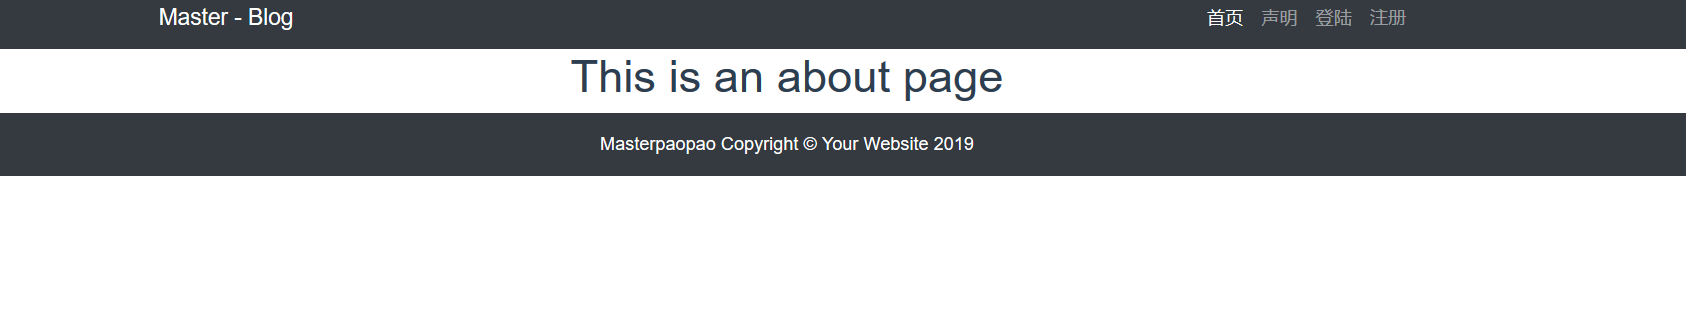 Master - Blog
首页 声明 登陆 注册
This is an about page
Masterpaopao Copyright © Your Website 2019